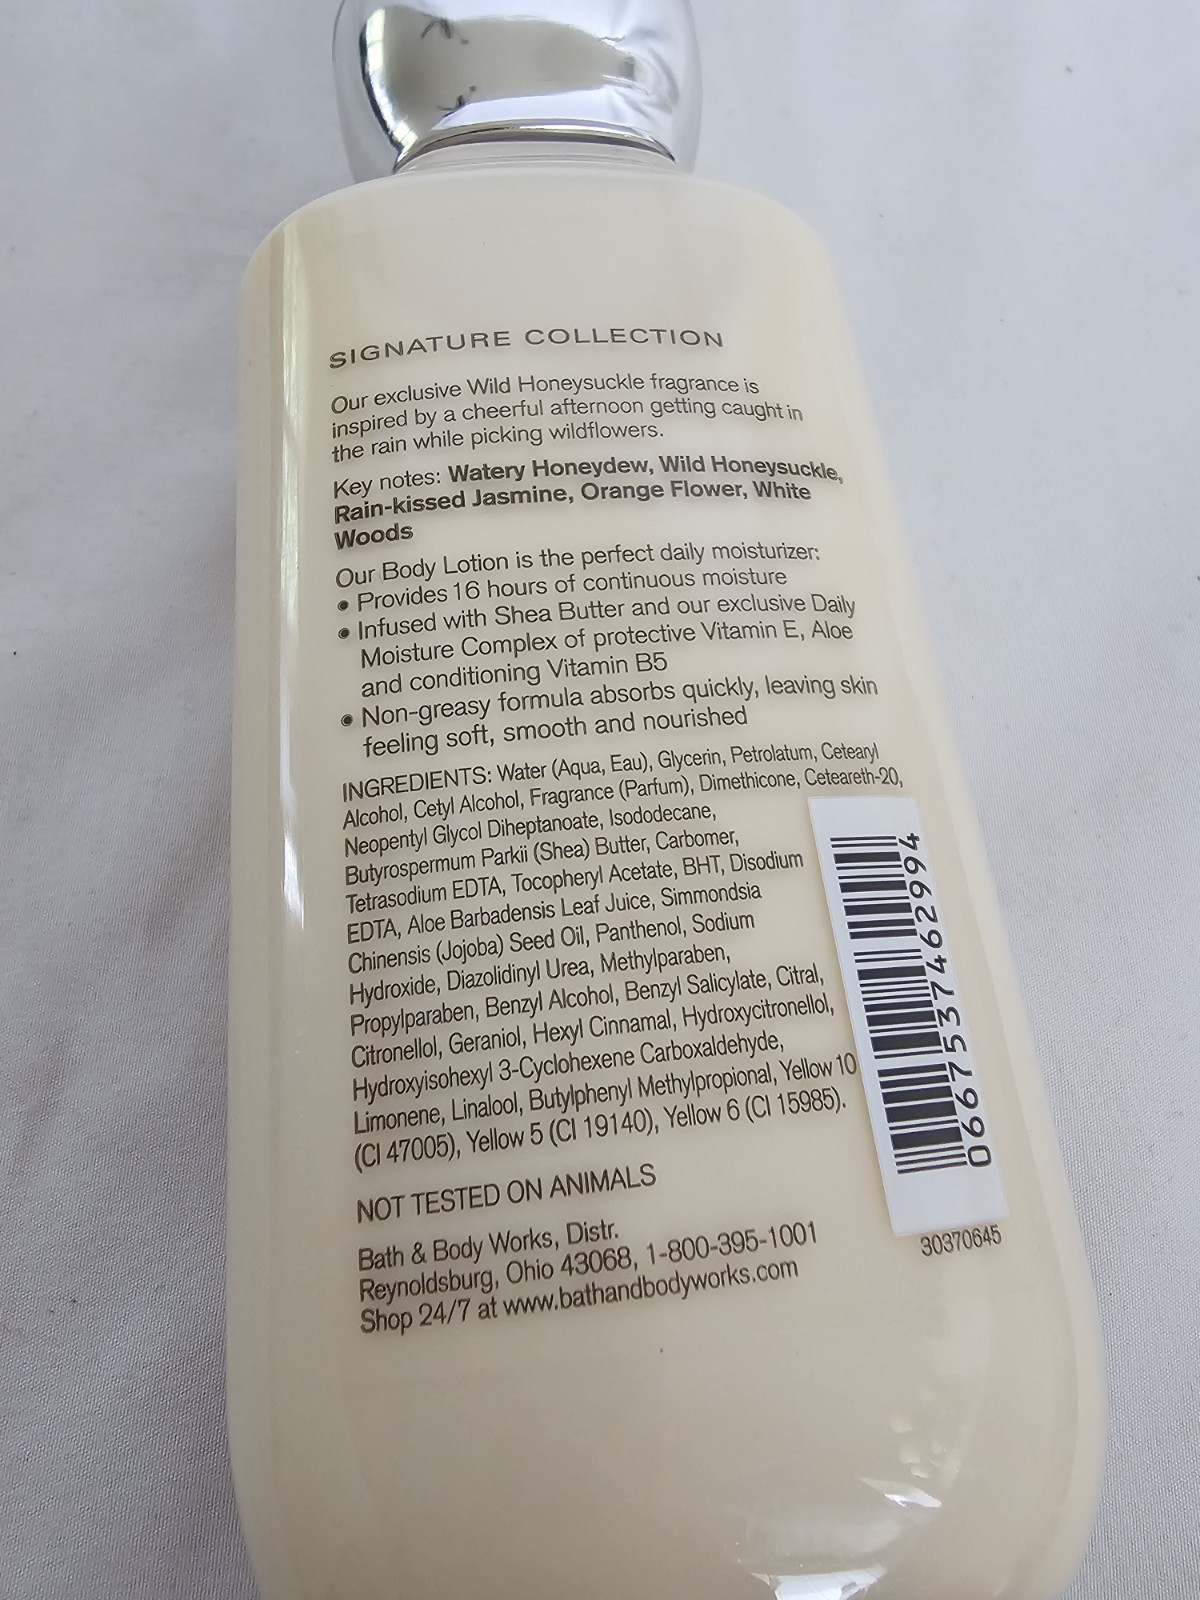 SIGNATURE COLLECTION
Our exclusive Wild Honeysuckle fragrance is
inspired by a cheerful afternoon getting caught in
the rain while picking wildflowers.
Key notes: Watery Honeydew, Wild Honeysuckle,
Rain-kissed Jasmine, Orange Flower, White
Woods
Our Body Lotion is the perfect daily moisturizer:
• Provides 16 hours of continuous moisture
• Infused with Shea Butter and our exclusive Daily
Moisture Complex of protective Vitamin E, Aloe
and conditioning Vitamin B5
• Non-greasy formula absorbs quickly, leaving skin
feeling soft, smooth and nourished
INGREDIENTS: Water (Aqua, Eau), Glycerin, Petrolatum, Cetearyl
Alcohol, Cetyl Alcohol, Fragrance (Parfum), Dimethicone, Ceteareth-20,
Neopentyl Glycol Diheptanoate, Isododecane,
Butyrospermum Parkii (Shea) Butter, Carbomer,
Tetrasodium EDTA, Tocopheryl Acetate, BHT, Disodium
EDTA, Aloe Barbadensis Leaf Juice, Simmondsia
Chinensis (Jojoba) Seed Oil, Panthenol, Sodium
Hydroxide, Diazolidinyl Urea, Methylparaben,
Propylparaben, Benzyl Alcohol, Benzyl Salicylate, Citral,
Citronellol, Geraniol, Hexyl Cinnamal, Hydroxycitronellol,
Hydroxyisohexyl 3-Cyclohexene Carboxaldehyde,
Limonene, Linalool, Butylphenyl Methylpropional, Yellow 10
(CI 47005), Yellow 5 (CI 19140), Yellow 6 (CI 15985).
NOT TESTED ON ANIMALS
Bath & Body Works, Distr.
Reynoldsburg, Ohio 43068, 1-800-395-1001
Shop 24/7 at www.bathandbodyworks.com
0667537462994
30370645